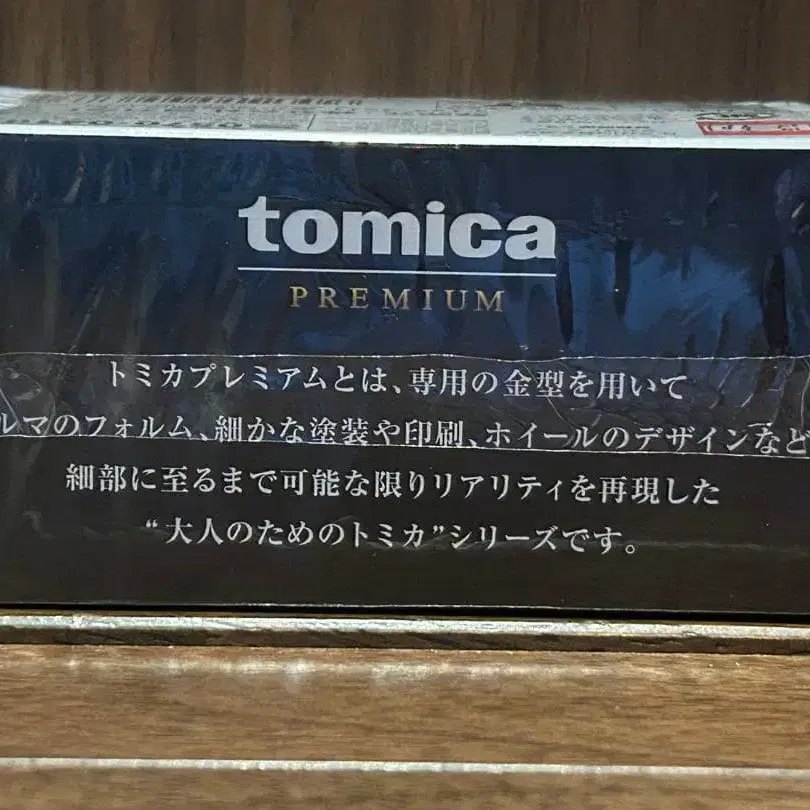 tomica
PREMIUM
トミカプレミアムとは、専用の金型を用いて
ルマのフォルム、細かな塗装や印刷、ホイールのデザインなど
細部に至るまで可能な限りリアリティを再現した
“大人のためのトミカ”シリーズです。